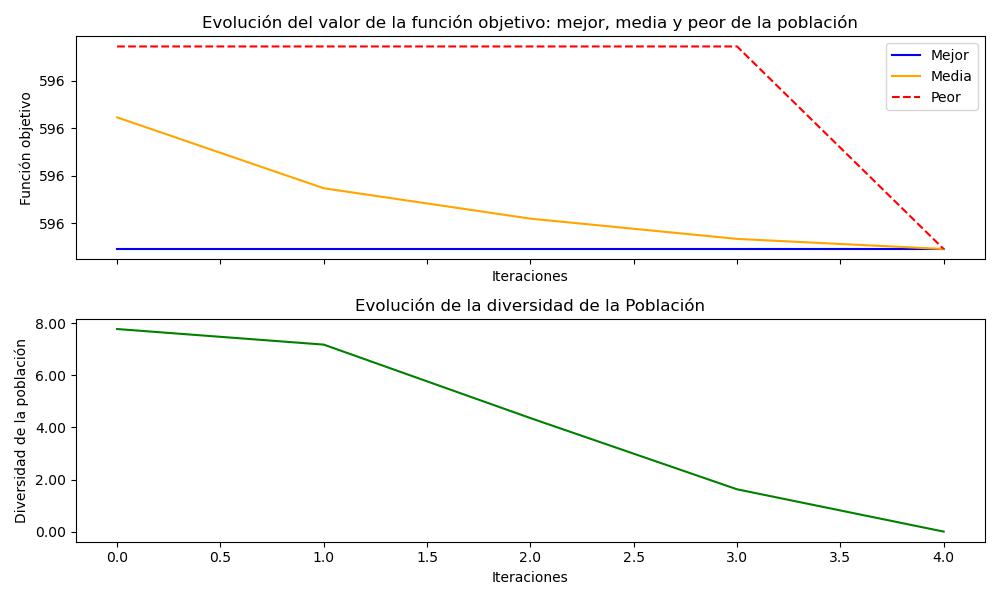 Evolución del valor de la función objetivo: mejor, media y peor de la población
Función objetivo
596
596
596
596
Mejor
Media
Peor
Iteraciones
Evolución de la diversidad de la Población
Diversidad de la población
8.00
6.00
4.00
2.00
0.00
0.0 0.5 1.0 1.5 2.0 2.5 3.0 3.5 4.0
Iteraciones